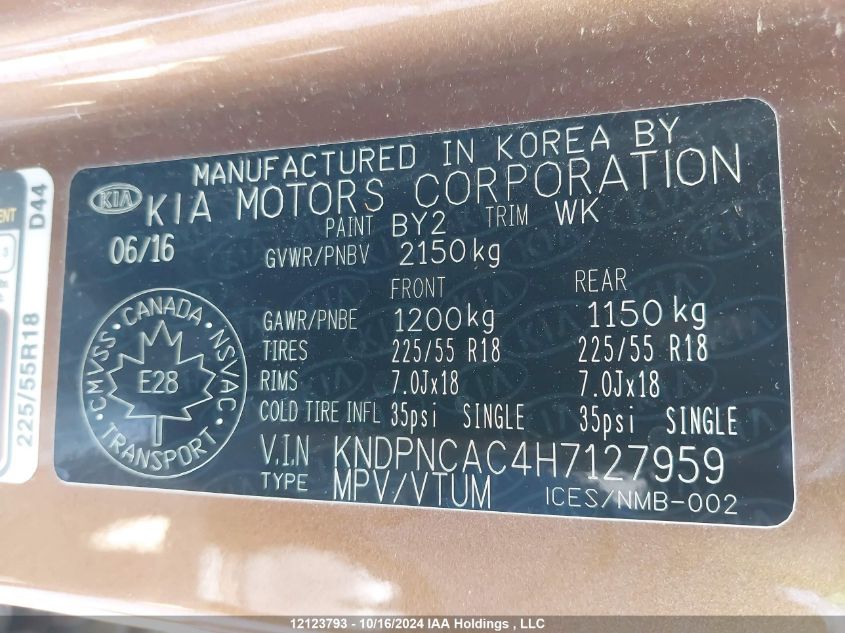 MANUFACTURED IN KOREA BY
KIA KIA MOTORS CORPORATION
PAINT BY2 TRIM WK
06/16 GVWR/PNBV 2150kg
FRONT REAR
GAWR/PNBE 1200kg 1150kg
TIRES 225/55 R18 225/55 R18
RIMS 7.0Jx18 7.0Jx18
COLD TIRE INFL 35psi SINGLE 35psi SINGLE
V.I.N KNDPNCAC4H7127959
TYPE MPV/VTUM ICES/NMB-002
CANADA
CMVSS • NSVAC
E28
TRANSPORT
225/55R18 D44
12123793 - 10/16/2024 IAA Holdings , LLC